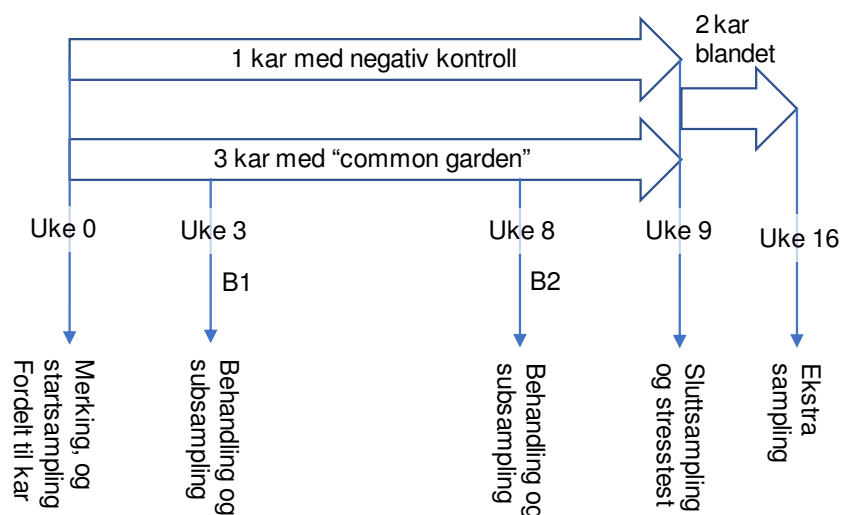 2 kar
blandet
1 kar med negativ kontroll
3 kar med “common garden”
Uke 0
Uke 3
Uke 8
Uke 9
Uke 16
B1
B2
Merking, og
startsampling
Fordelt til kar
Behandling og
subsampling
Behandling og
subsampling
Sluttsampling
og stresstest
Ekstra
sampling